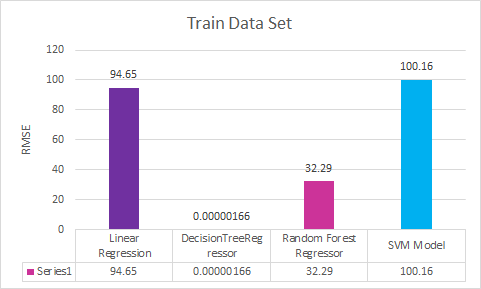 Train Data Set
120
100
80
60
40
20
0
RMSE
94.65
0.00000166
32.29
100.16
Linear
Regression
DecisionTreeReg
ressor
Random Forest
Regressor
SVM Model
Series1 94.65 0.00000166 32.29 100.16